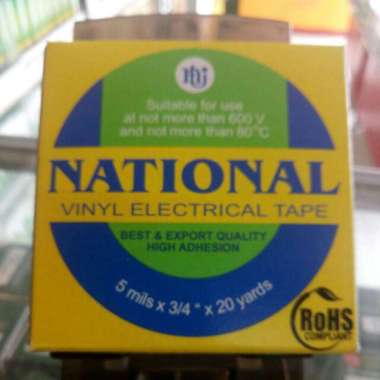 Suitable for use
at not more than 600 V
and not more than 80°C
NATIONAL
VINYL ELECTRICAL TAPE
BEST & EXPORT QUALITY
HIGH ADHESION
5 mils x 3/4 " x 20 yards
RoHS
COMPLIANT